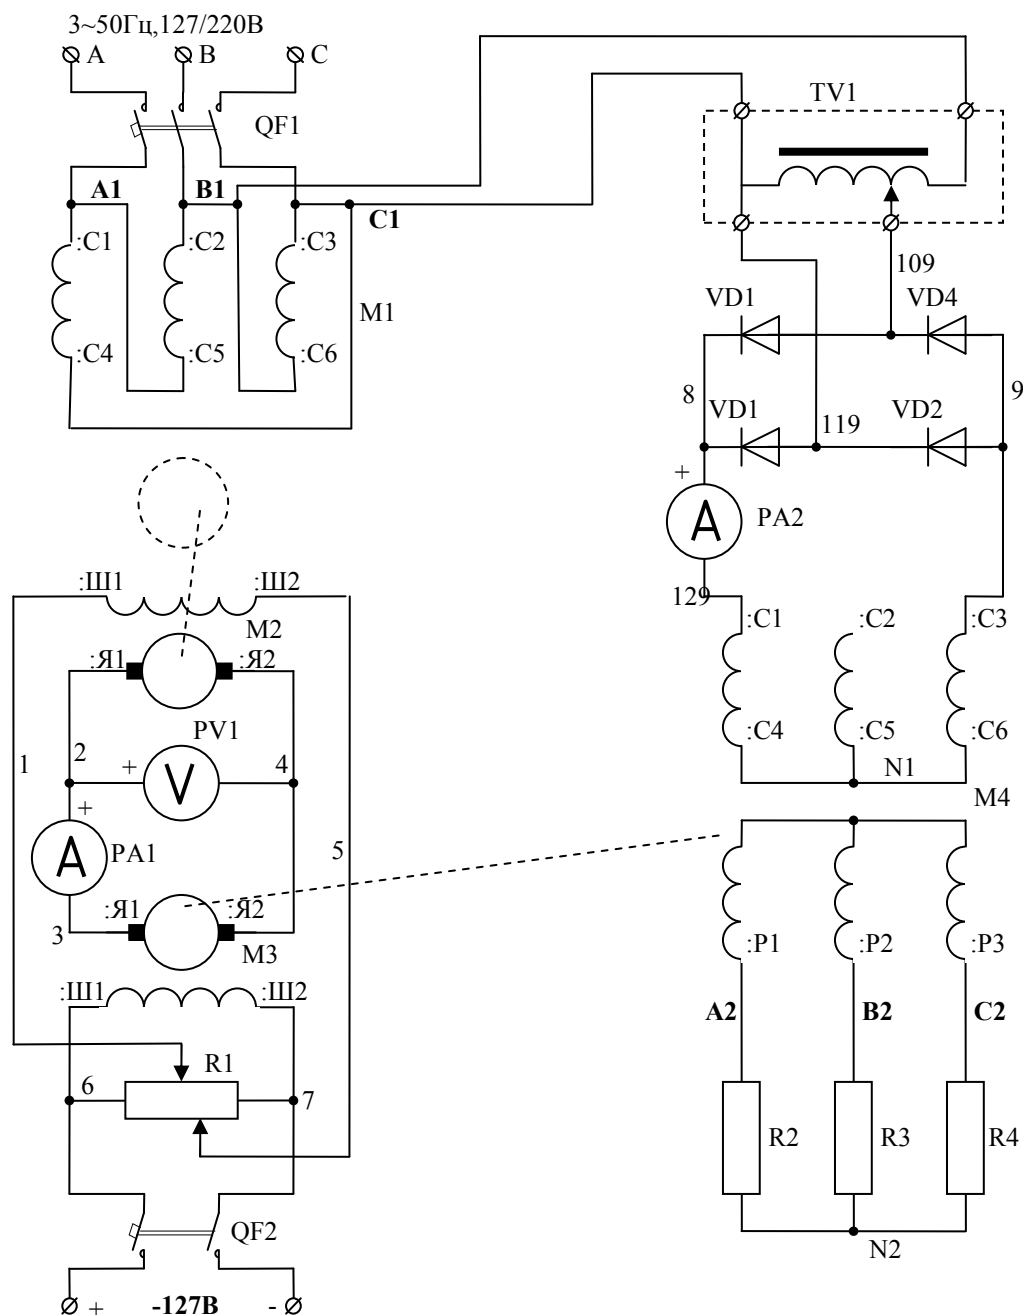 3~50Гц,127/220В
A
B
C
QF1
TV1
A1
B1
C1
:C1
:C2
:C3
M1
:C4
:C5
:C6
109
VD1
VD4
8
9
VD1
119
VD2
+
A
PA2
129
:Ш1
:Ш2
M2
:Я1
:Я2
:C1
:C2
:C3
PV1
1
2
+
V
4
:C4
:C5
:C6
N1
M4
+
A
PA1
5
3
:Я1
:Я2
M3
:P1
:P2
:P3
:Ш1
:Ш2
A2
B2
C2
R1
6
7
R2
R3
R4
QF2
N2
+
-127В
-